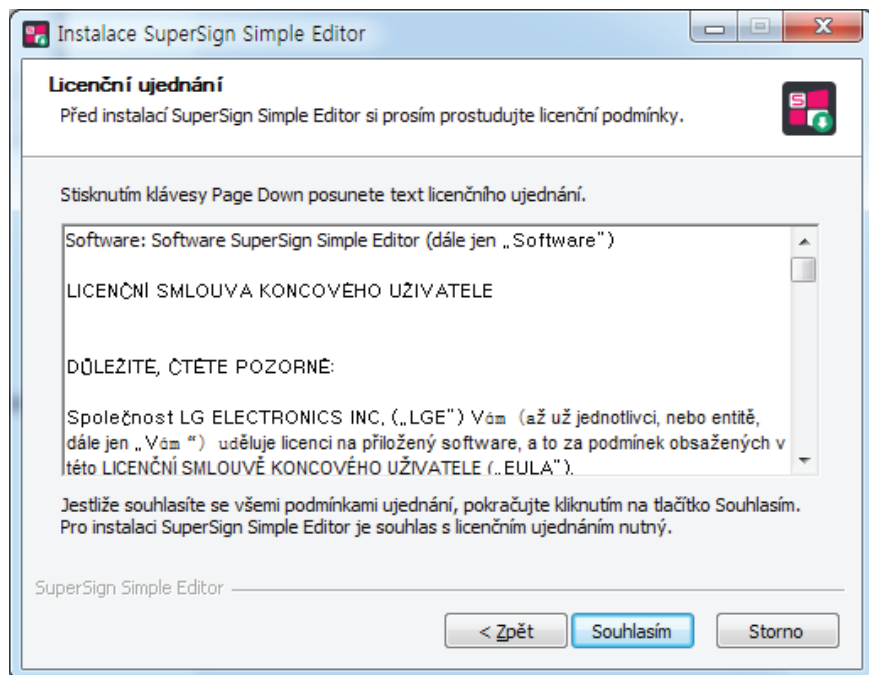 Instalace SuperSign Simple Editor
Licenční ujednání
Před instalací SuperSign Simple Editor si prosím prostudujte licenční podmínky.
S
Stisknutím klávesy Page Down posunete text licenčního ujednání.
Software: Software SuperSign Simple Editor (dále jen „Software")
LICENČNÍ SMLOUVA KONCOVÉHO UŽIVATELE
DŮLEŽITÉ, ČTĚTE POZORNĚ:
Společnost LG ELECTRONICS INC, („LGE") Vám (až už jednotlivci, nebo entitě,
dále jen „Vám “) uděluje licenci na přiložený software, a to za podmínek obsažených v
této LICENČNÍ SMLOUVĚ KONCOVÉHO UŽIVATELE („EULA").
Jestliže souhlasíte se všemi podmínkami ujednání, pokračujte kliknutím na tlačítko Souhlasím.
Pro instalaci SuperSign Simple Editor je souhlas s licenčním ujednáním nutný.
SuperSign Simple Editor
< Zpět
Souhlasím
Storno